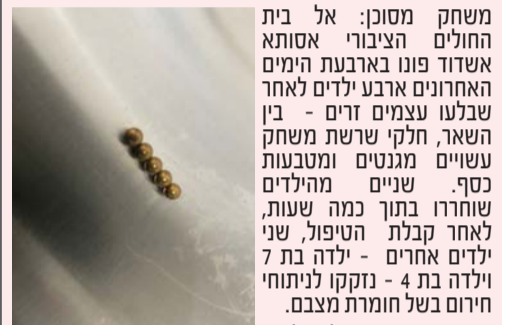 משחק מסוכן: אל בית
החולים הציבורי אסותא
אשדוד פונו בארבעת הימים
האחרונים ארבע ילדים לאחר
שבלעו עצמים זרים - בין
השאר, חלקי שרשת משחק
עשויים מגנטים ומטבעות
כסף. שניים מהילדים
שוחררו בתוך כמה שעות,
לאחר קבלת הטיפול, שני
ילדים אחרים - ילדה בת 7
וילדה בת 4 - נזקקו לניתוחי
חירום בשל חומרת מצבם.